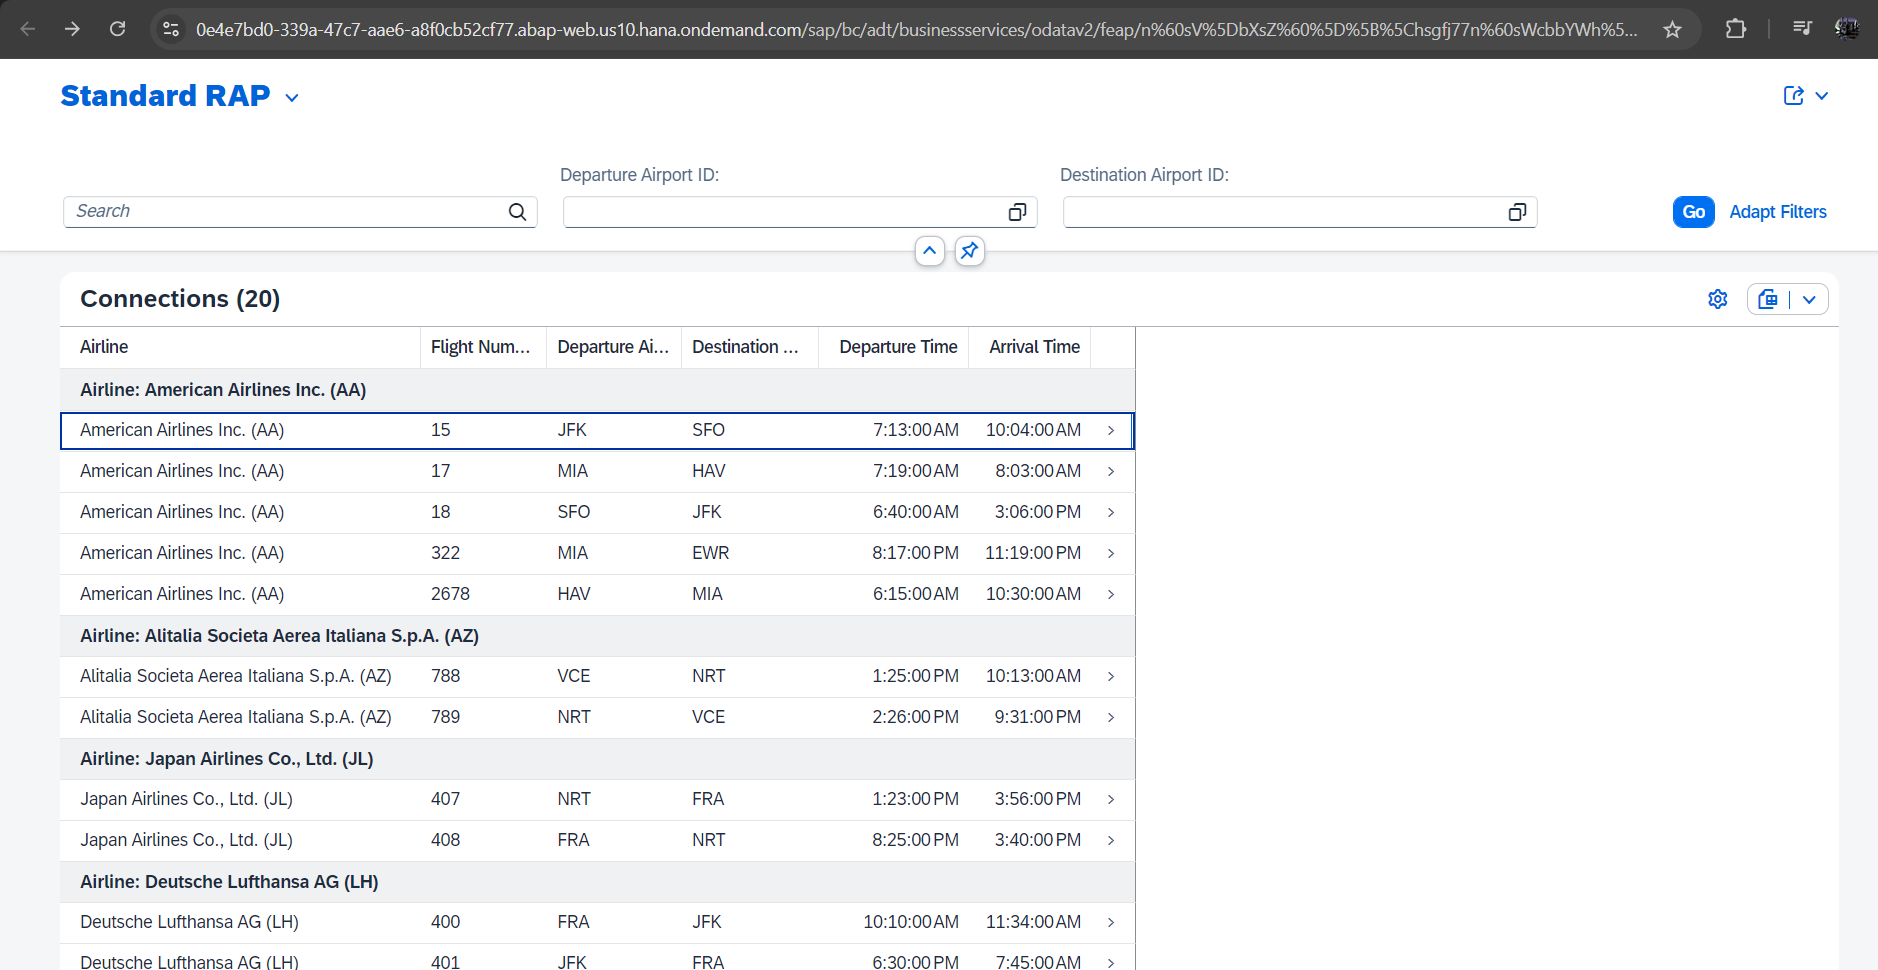 0e4e7bd0-339a-47c7-aae6-a8f0cb52cf77.abap-web.us10.hana.ondemand.com/sap/bc/adt/businessservices/odatav2/feap/n%60sV%5DbXsZ%60%5D%5B%5Chsgfj77n%60sWcbbYWh%5...
Standard RAP
Departure Airport ID: Destination Airport ID:
Search Go Adapt Filters
Connections (20)
Airline Flight Num... Departure Ai... Destination ... Departure Time Arrival Time
Airline: American Airlines Inc. (AA)
American Airlines Inc. (AA) 15 JFK SFO 7:13:00 AM 10:04:00 AM
American Airlines Inc. (AA) 17 MIA HAV 7:19:00 AM 8:03:00 AM
American Airlines Inc. (AA) 18 SFO JFK 6:40:00 AM 3:06:00 PM
American Airlines Inc. (AA) 322 MIA EWR 8:17:00 PM 11:19:00 PM
American Airlines Inc. (AA) 2678 HAV MIA 6:15:00 AM 10:30:00 AM
Airline: Alitalia Societa Aerea Italiana S.p.A. (AZ)
Alitalia Societa Aerea Italiana S.p.A. (AZ) 788 VCE NRT 1:25:00 PM 10:13:00 AM
Alitalia Societa Aerea Italiana S.p.A. (AZ) 789 NRT VCE 2:26:00 PM 9:31:00 PM
Airline: Japan Airlines Co., Ltd. (JL)
Japan Airlines Co., Ltd. (JL) 407 NRT FRA 1:23:00 PM 3:56:00 PM
Japan Airlines Co., Ltd. (JL) 408 FRA NRT 8:25:00 PM 3:40:00 PM
Airline: Deutsche Lufthansa AG (LH)
Deutsche Lufthansa AG (LH) 400 FRA JFK 10:10:00 AM 11:34:00 AM
Deutsche Lufthansa AG (LH) 401 JFK FRA 6:30:00 PM 7:45:00 AM